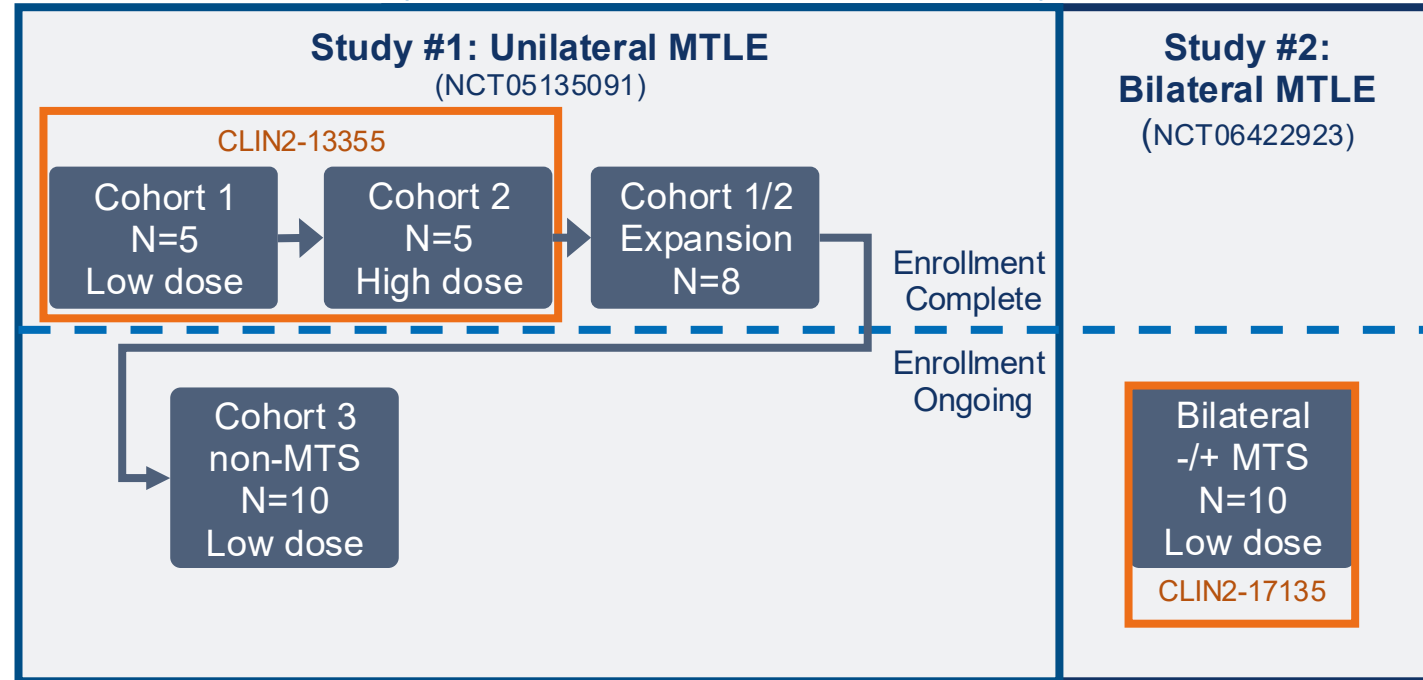 Study #1: Unilateral MTLE
(NCT05135091)
CLIN2-13355
Cohort 1
N=5
Low dose
Cohort 2
N=5
High dose
Cohort 1/2
Expansion
N=8
Enrollment
Complete
Enrollment
Ongoing
Cohort 3
non-MTS
N=10
Low dose
Study #2:
Bilateral MTLE
(NCT06422923)
Bilateral
-/+ MTS
N=10
Low dose
CLIN2-17135